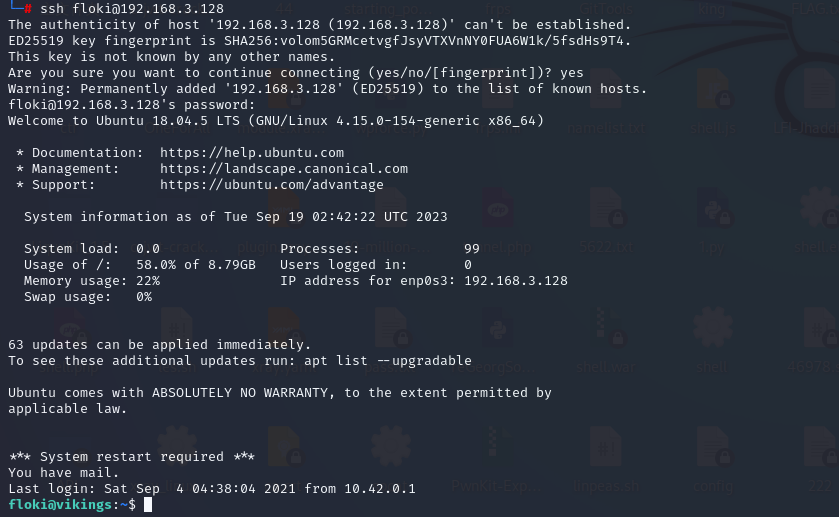 └─# ssh floki@192.168.3.128
The authenticity of host '192.168.3.128 (192.168.3.128)' can't be established.
ED25519 key fingerprint is SHA256:volom5GRMcetvgfJsyVTXVnNY0FUA6W1k/5fsdHs9T4.
This key is not known by any other names.
Are you sure you want to continue connecting (yes/no/[fingerprint])? yes
Warning: Permanently added '192.168.3.128' (ED25519) to the list of known hosts.
floki@192.168.3.128's password:
Welcome to Ubuntu 18.04.5 LTS (GNU/Linux 4.15.0-154-generic x86_64)
 * Documentation:  https://help.ubuntu.com
 * Management:     https://landscape.canonical.com
 * Support:        https://ubuntu.com/advantage
  System information as of Tue Sep 19 02:42:22 UTC 2023
  System load:  0.0               Processes:             99
  Usage of /:   58.0% of 8.79GB   Users logged in:       0
  Memory usage: 22%               IP address for enp0s3: 192.168.3.128
  Swap usage:   0%
63 updates can be applied immediately.
To see these additional updates run: apt list --upgradable
Ubuntu comes with ABSOLUTELY NO WARRANTY, to the extent permitted by
applicable law.
*** System restart required ***
You have mail.
Last login: Sat Sep  4 04:38:04 2021 from 10.42.0.1
floki@vikings:~$